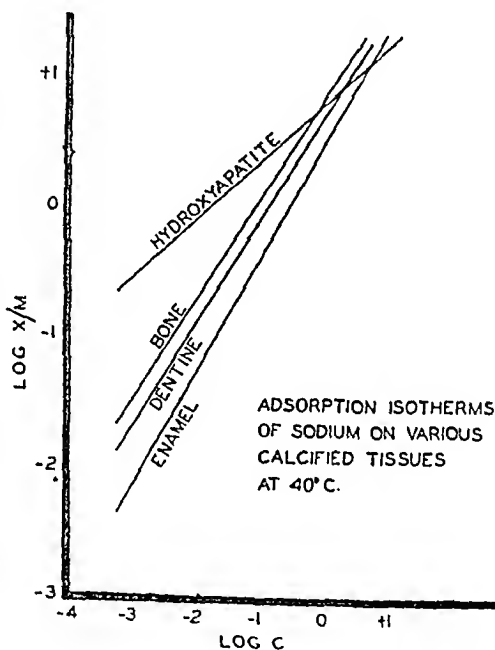 +1
0
-1
-2
-3
LOG X/M
HYDROXYAPATITE
BONE
DENTINE
ENAMEL
ADSORPTION ISOTHERMS
OF SODIUM ON VARIOUS
CALCIFIED TISSUES
AT 40°C.
-4 -3 -2 -1 0 +1
LOG C